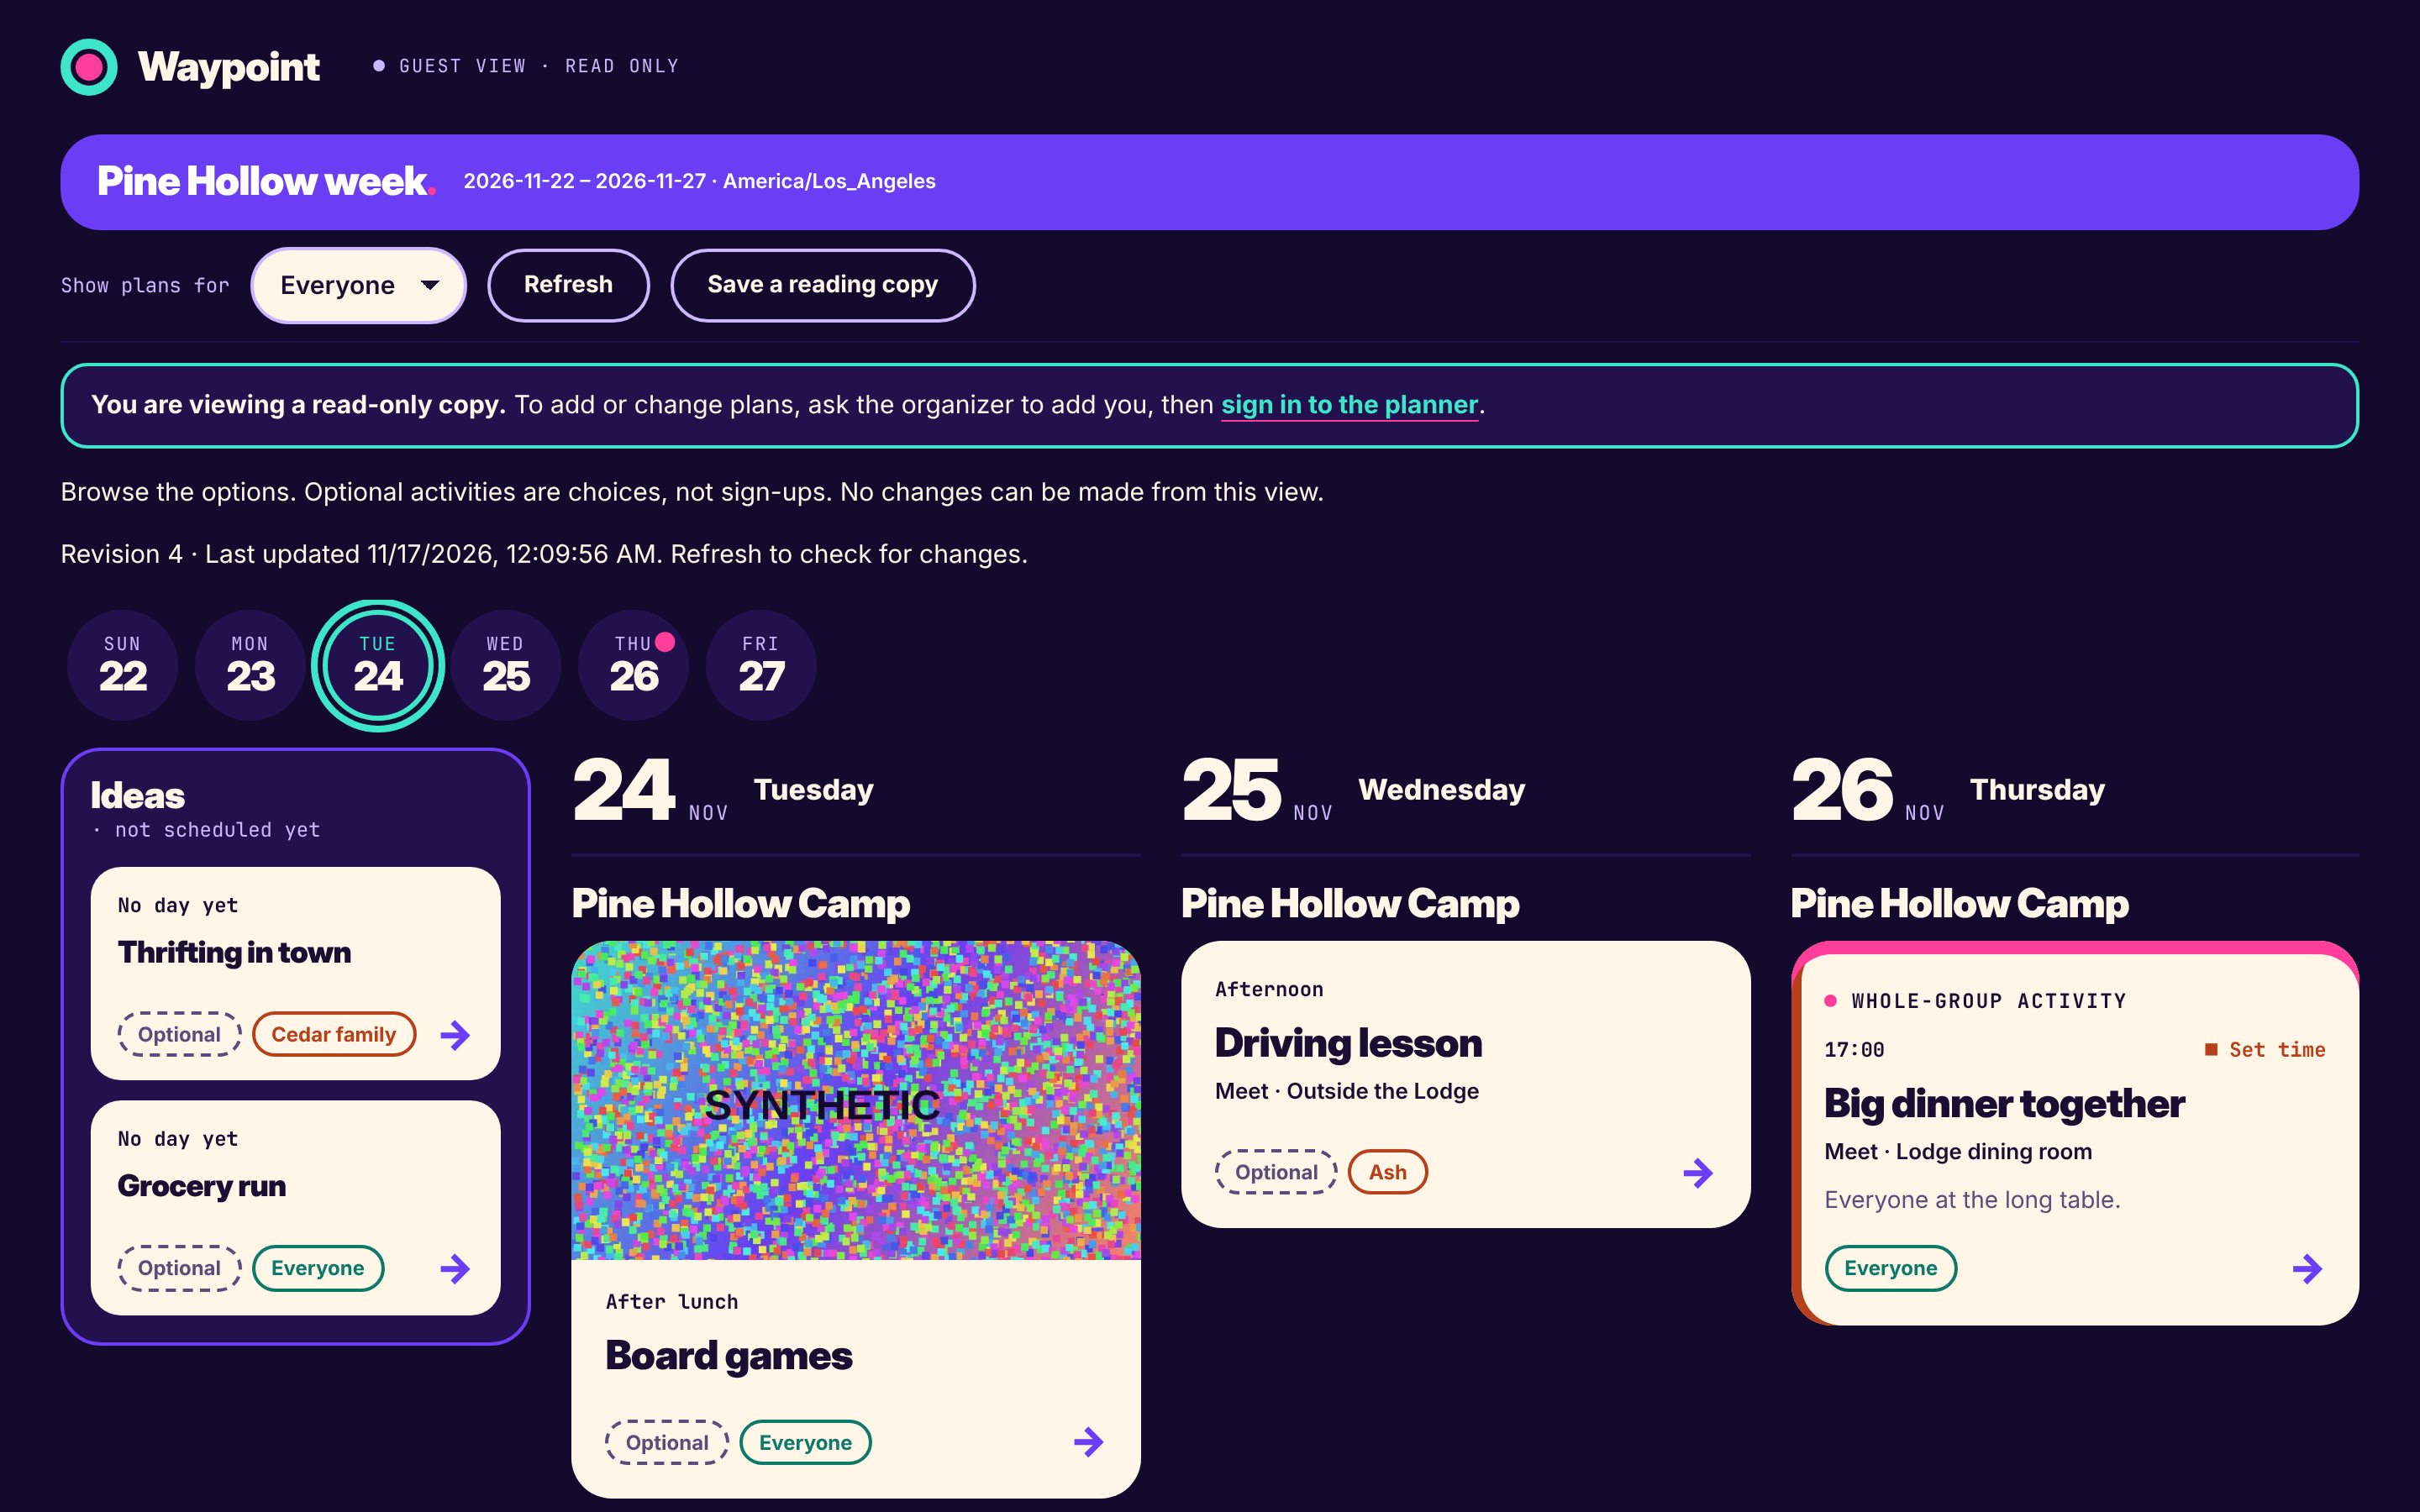 Waypoint
GUEST VIEW · READ ONLY
Pine Hollow week.
2026-11-22 – 2026-11-27 · America/Los_Angeles
Show plans for
Everyone
Refresh
Save a reading copy
You are viewing a read-only copy. To add or change plans, ask the organizer to add you, then sign in to the planner.
Browse the options. Optional activities are choices, not sign-ups. No changes can be made from this view.
Revision 4 · Last updated 11/17/2026, 12:09:56 AM. Refresh to check for changes.
SUN
22
MON
23
TUE
24
WED
25
THU
26
FRI
27
Ideas
· not scheduled yet
No day yet
Thrifting in town
Optional
Cedar family
No day yet
Grocery run
Optional
Everyone
24 NOV Tuesday
Pine Hollow Camp
SYNTHETIC
After lunch
Board games
Optional
Everyone
25 NOV Wednesday
Pine Hollow Camp
Afternoon
Driving lesson
Meet · Outside the Lodge
Optional
Ash
26 NOV Thursday
Pine Hollow Camp
WHOLE-GROUP ACTIVITY
17:00
Set time
Big dinner together
Meet · Lodge dining room
Everyone at the long table.
Everyone